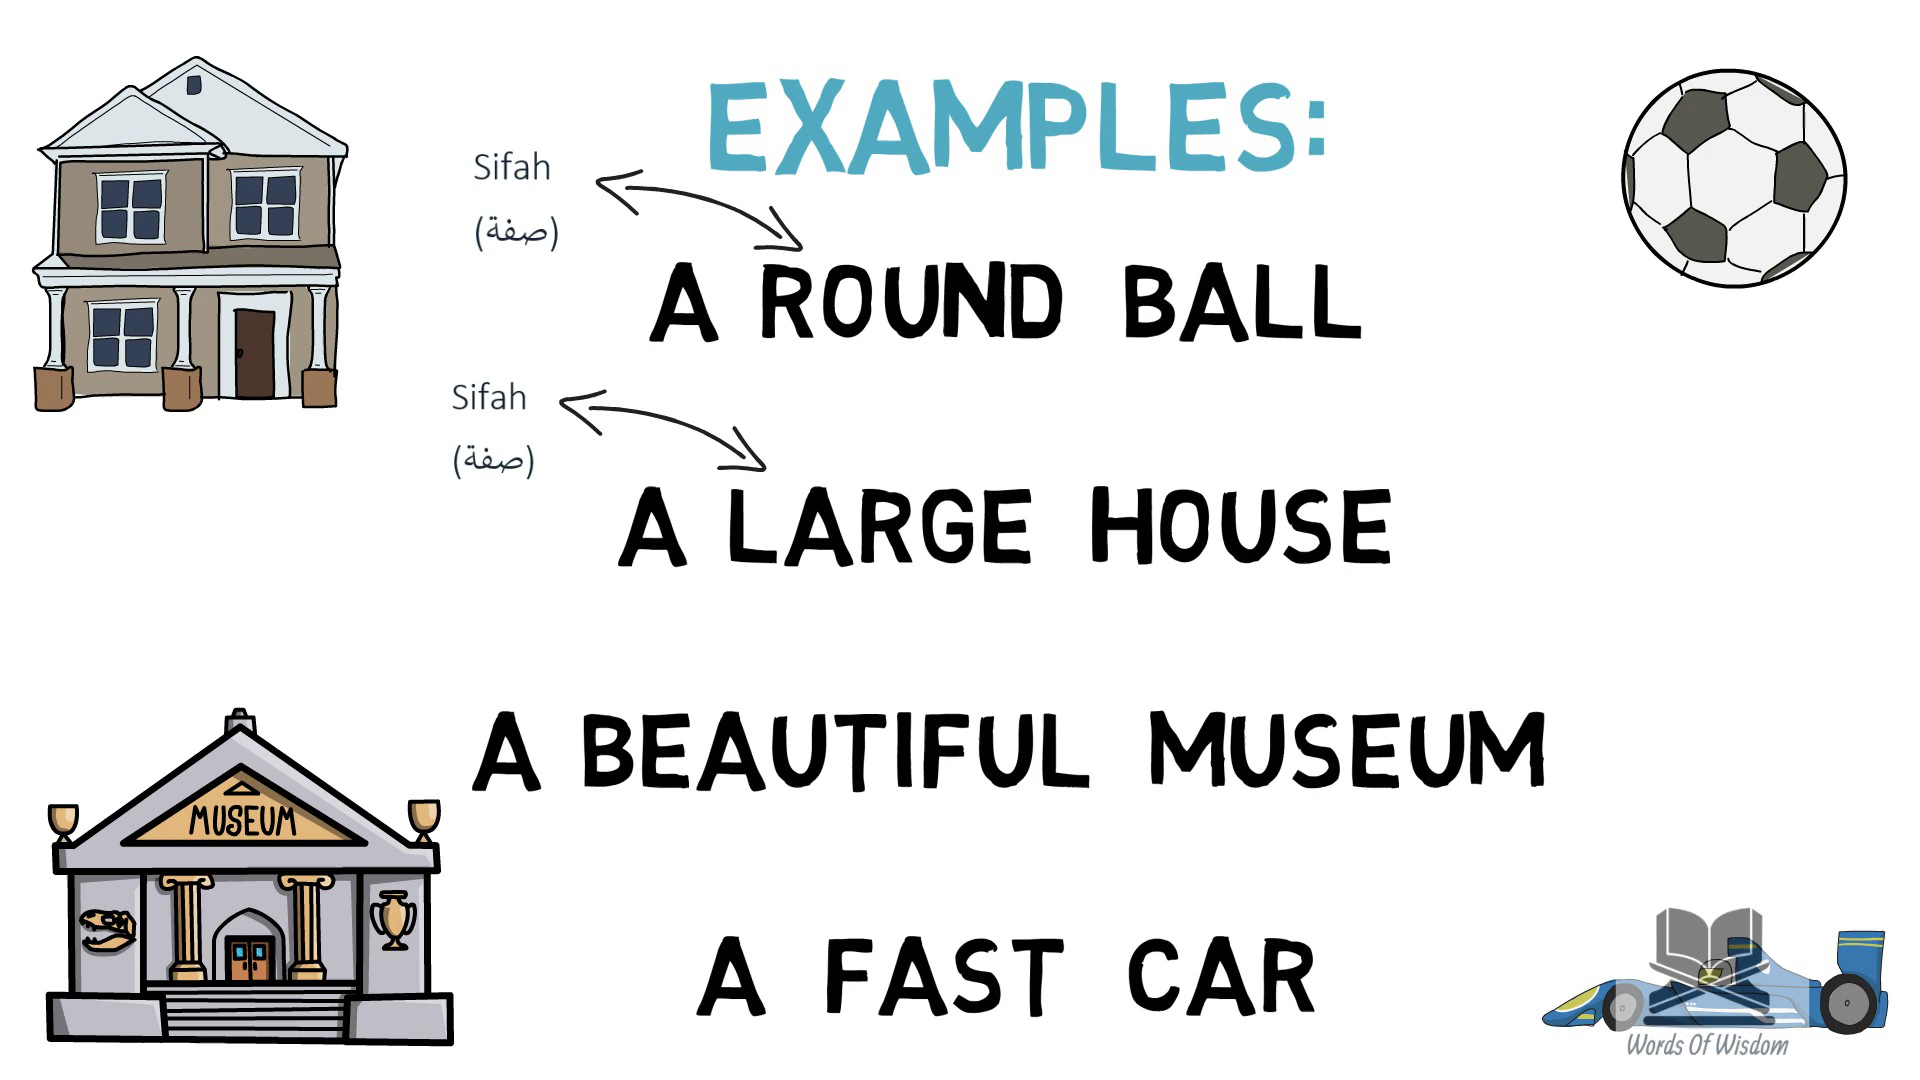 EXAMPLES:
Sifah
(صفة)
A ROUND BALL
Sifah
(صفة)
A LARGE HOUSE
A BEAUTIFUL MUSEUM
MUSEUM
A FAST CAR
Words Of Wisdom